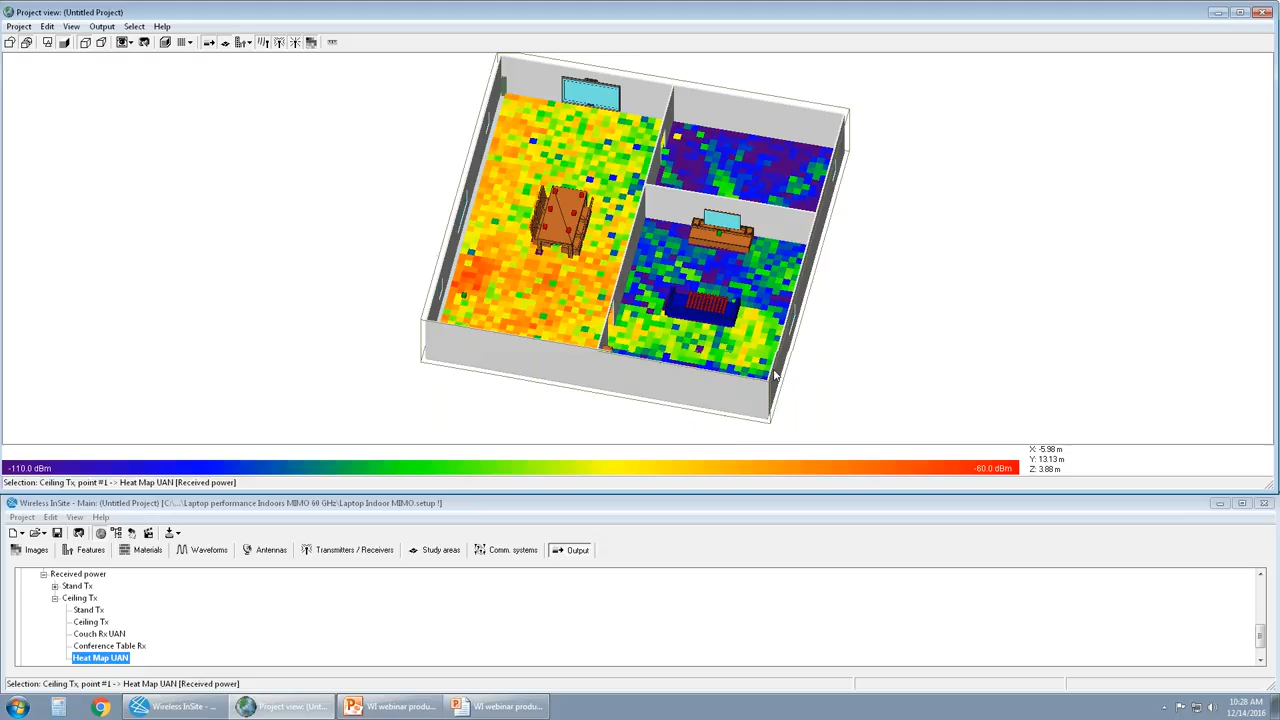 Project view: (Untitled Project)
Project Edit View Output Select Help
-110.0 dBm
-60.0 dBm
X: -5.98 m
Y: 13.13 m
Z: 3.88 m
Selection: Ceiling Tx, point #1 -> Heat Map UAN [Received power]
Wireless InSite - Main: (Untitled Project) [C:\...\Laptop performance Indoors MIMO 60 GHz\Laptop Indoor MIMO.setup !]
Project Edit View Help
Images Features Materials Waveforms Antennas Transmitters / Receivers Study areas Comm. systems Output
Received power
Stand Tx
Ceiling Tx
Stand Tx
Ceiling Tx
Couch Rx UAN
Conference Table Rx
Heat Map UAN
Selection: Ceiling Tx, point #1 -> Heat Map UAN [Received power]
Wireless InSite - ...
Project view: (Unt...
WI webinar produ...
WI webinar produ...
10:28 AM
12/14/2016